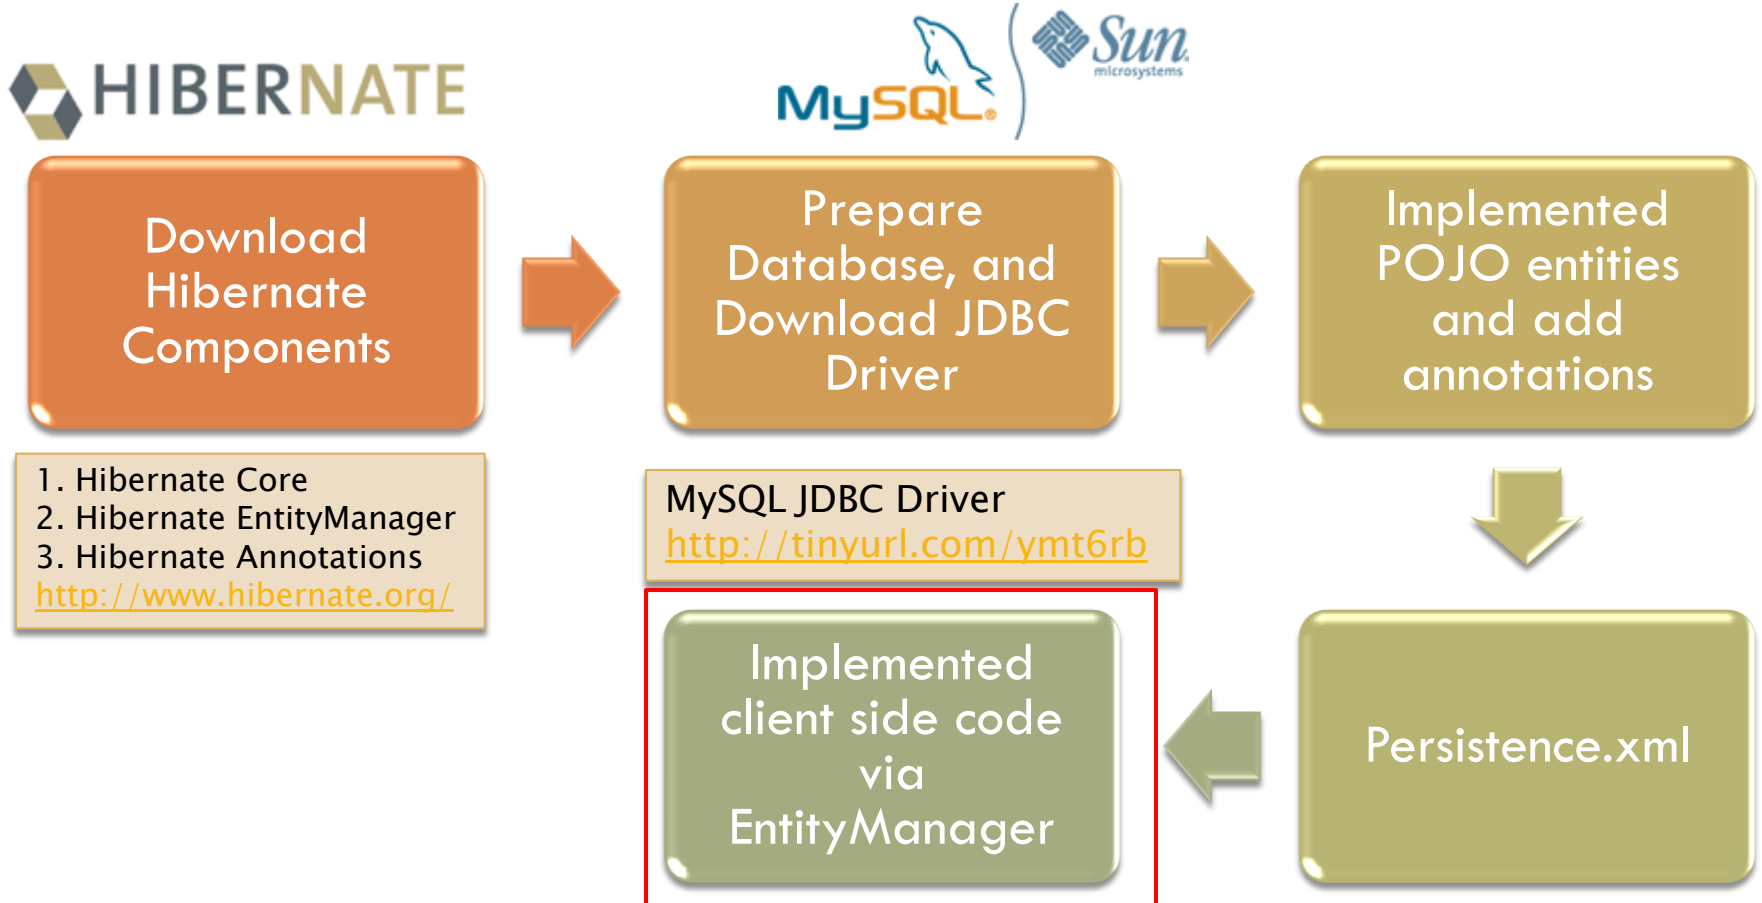 HIBERNATE
MySQL®
Sun
microsystems
Download
Hibernate
Components
Prepare
Database, and
Download JDBC
Driver
Implemented
POJO entities
and add
annotations
1. Hibernate Core
2. Hibernate EntityManager
3. Hibernate Annotations
http://www.hibernate.org/
MySQL JDBC Driver
http://tinyurl.com/ymt6rb
Implemented
client side code
via
EntityManager
Persistence.xml